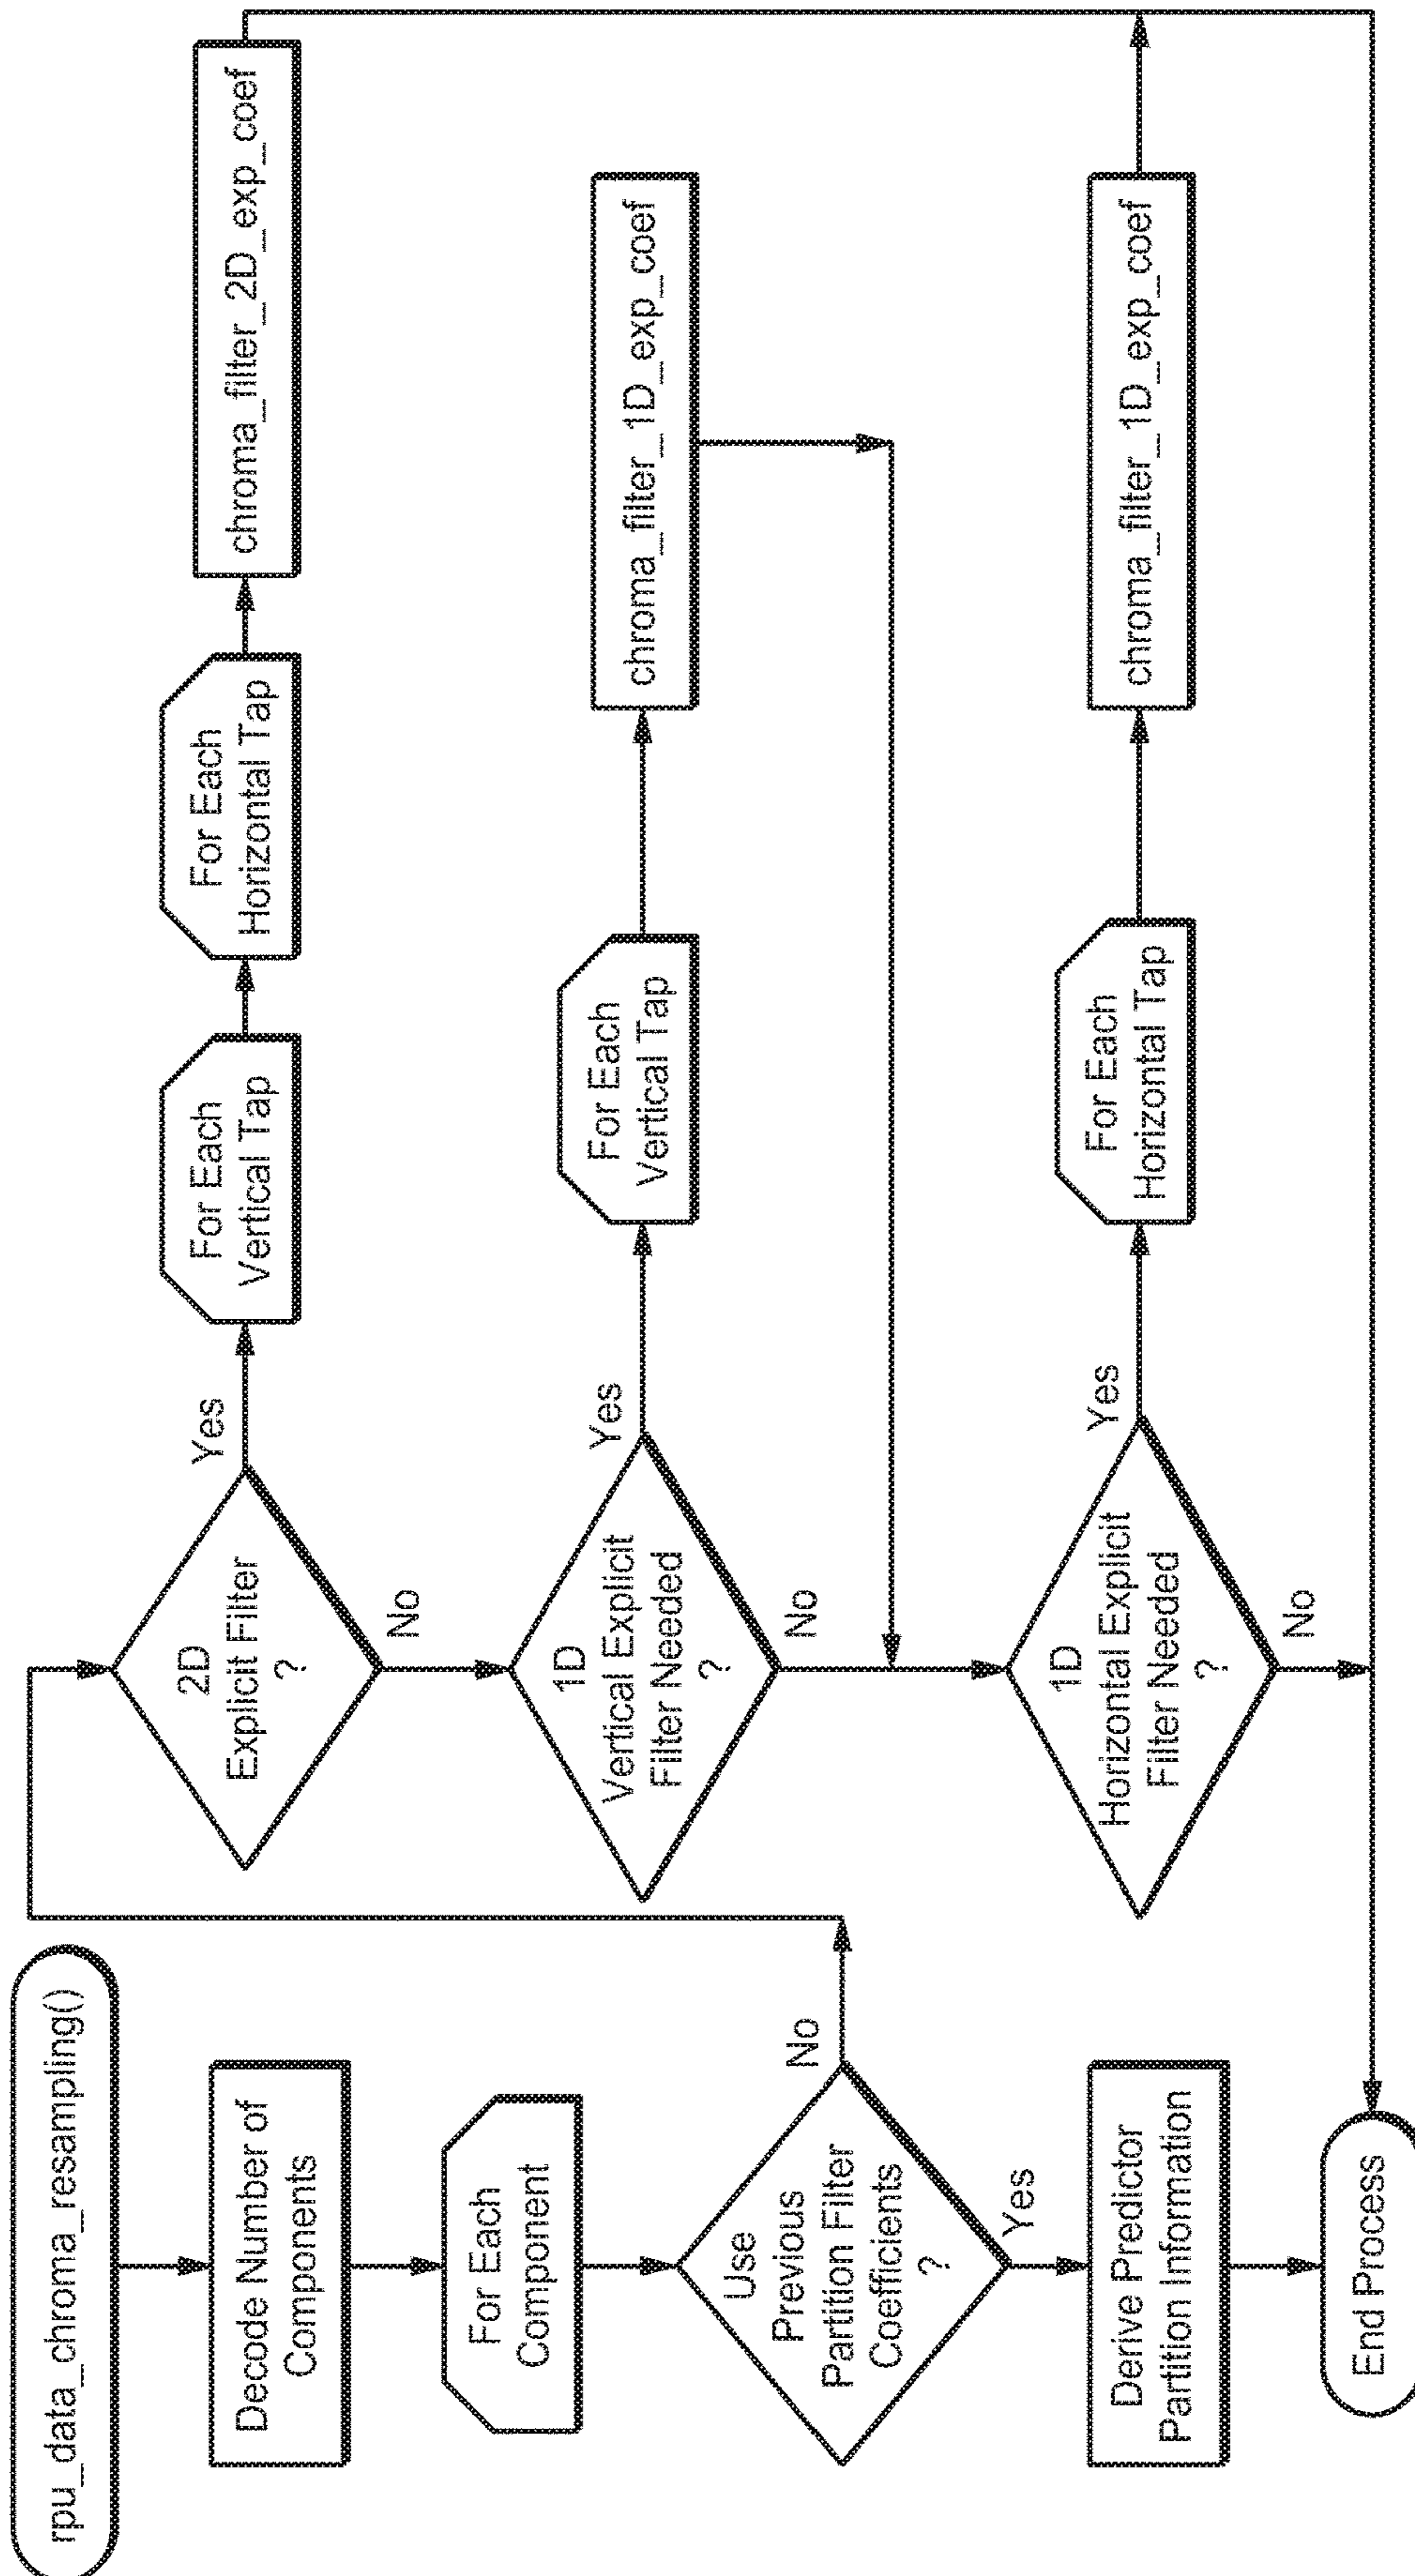 rpu_data_chroma_resampling()
Decode Number of
Components
For Each
Component
Use
Previous
Partition Filter
Coefficients
?
No
Yes
Derive Predictor
Partition Information
End Process
2D
Explicit Filter
?
Yes
No
For Each
Vertical Tap
For Each
Horizontal Tap
chroma_filter_2D_exp_coef
1D
Vertical Explicit
Filter Needed
?
Yes
No
For Each
Vertical Tap
chroma_filter_1D_exp_coef
1D
Horizontal Explicit
Filter Needed
?
Yes
No
For Each
Horizontal Tap
chroma_filter_1D_exp_coef